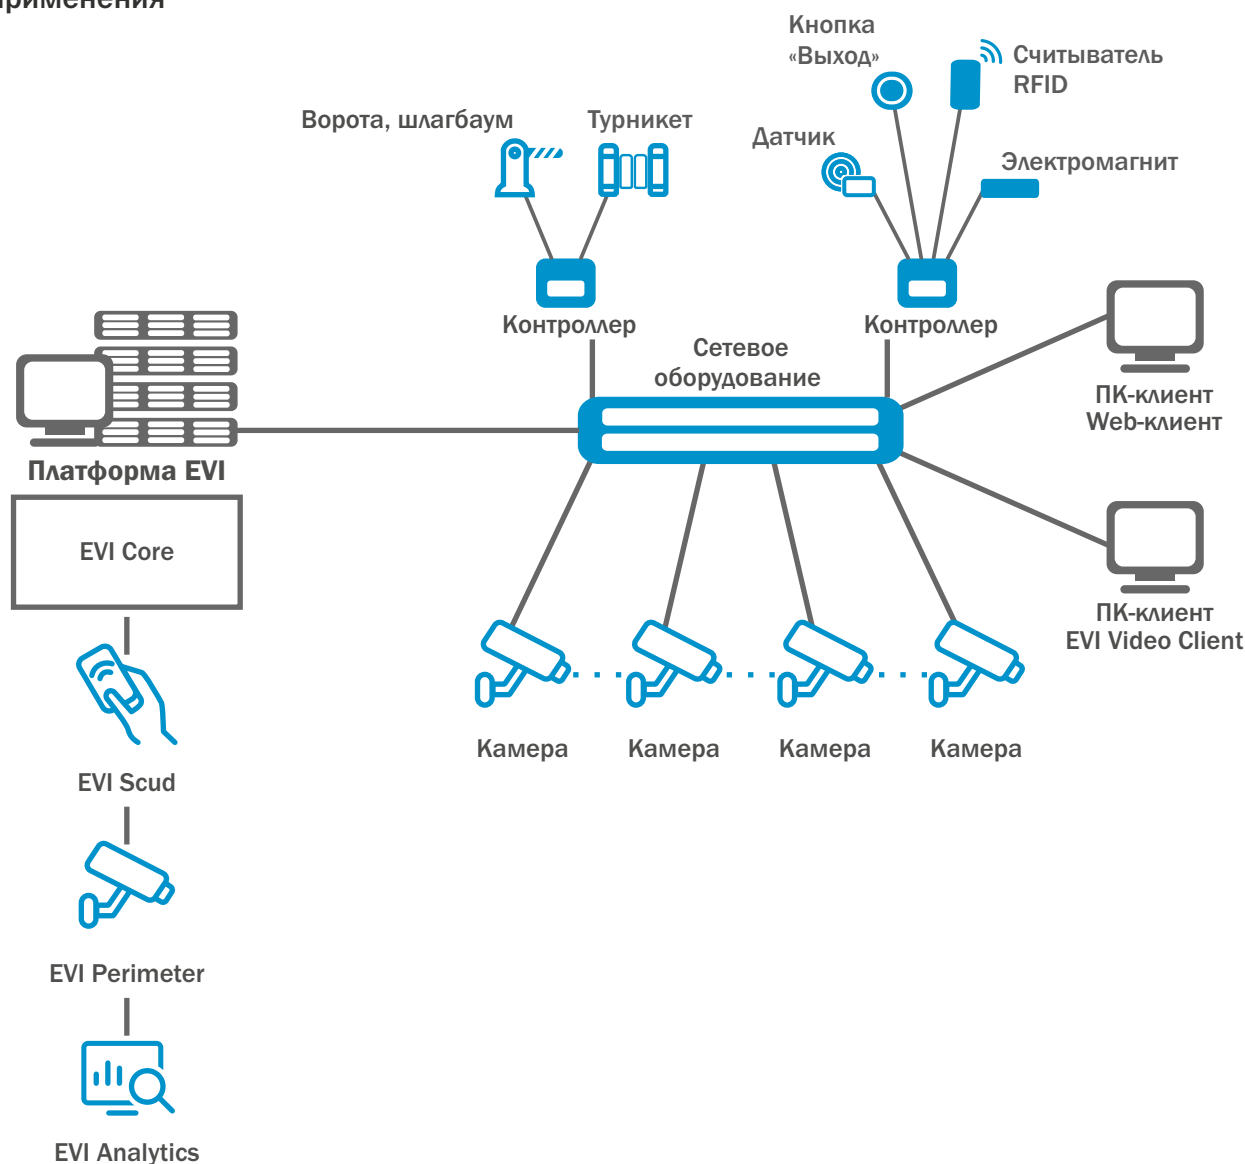 применения
Кнопка
«Выход»
Считыватель
RFID
Ворота, шлагбаум
Турникет
Датчик
Электромагнит
Контроллер
Контроллер
Сетевое
оборудование
ПК-клиент
Web-клиент
Платформа EVI
EVI Core
ПК-клиент
EVI Video Client
Камера
Камера
Камера
Камера
EVI Scud
EVI Perimeter
EVI Analytics